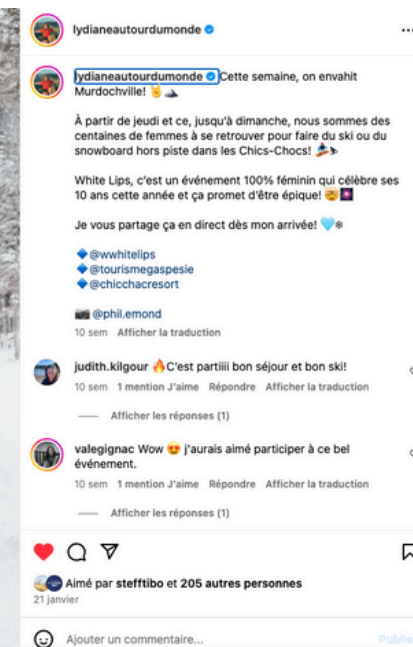 lydianeautourdumonde
lydianeautourdumonde Cette semaine, on envahit
Murdochville! 🤘🏔️
À partir de jeudi et ce, jusqu'à dimanche, nous sommes des
centaines de femmes à se retrouver pour faire du ski ou du
snowboard hors piste dans les Chics-Chocs! 🏂⛷
White Lips, c'est un événement 100% féminin qui célèbre ses
10 ans cette année et ça promet d'être épique! 🤯🎆
Je vous partage ça en direct dès mon arrivée! 🩵❄
🔷@wwhitelips
🔷@tourismegaspesie
🔷@chicchacresort
📷 @phil.emond
10 sem Afficher la traduction
judith.kilgour 🔥C'est partiiii bon séjour et bon ski!
10 sem 1 mention J'aime Répondre Afficher la traduction
Afficher les réponses (1)
valegignac Wow 😍 j'aurais aimé participer à ce bel
événement.
10 sem 1 mention J'aime Répondre Afficher la traduction
Afficher les réponses (1)
Aimé par stefftibo et 205 autres personnes
21 janvier
Ajouter un commentaire...